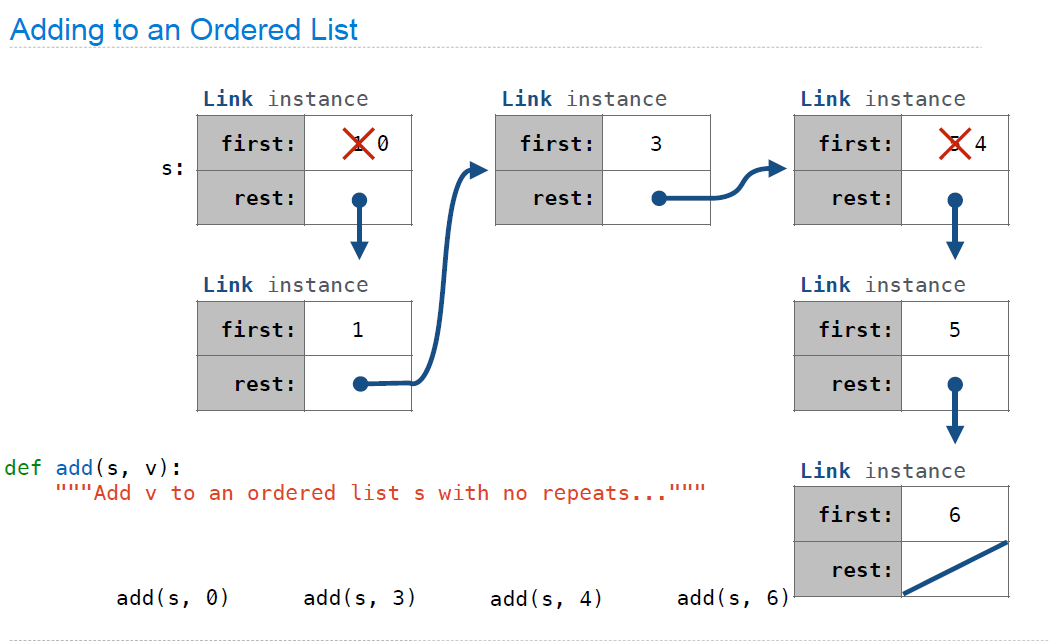 Adding to an Ordered List
Link instance
first: 1 0
s:
rest:
Link instance
first: 3
rest:
Link instance
first: 5 4
rest:
Link instance
first: 1
rest:
Link instance
first: 5
rest:
Link instance
first: 6
rest:
def add(s, v):
"""Add v to an ordered list s with no repeats..."""
add(s, 0) add(s, 3) add(s, 4) add(s, 6)